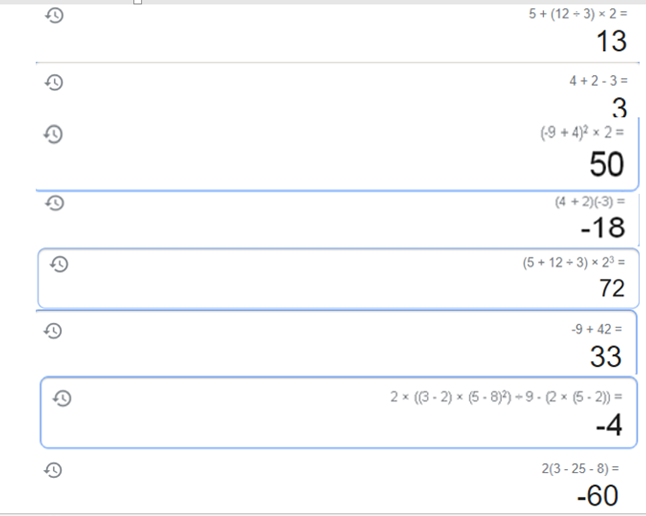 5 + (12 ÷ 3) × 2 =
13
4 + 2 - 3 =
3
(-9 + 4)² × 2 =
50
(4 + 2)(-3) =
-18
(5 + 12 ÷ 3) × 2³ =
72
-9 + 42 =
33
2 × ((3 - 2) × (5 - 8)²) ÷ 9 - (2 × (5 - 2)) =
-4
2(3 - 25 - 8) =
-60